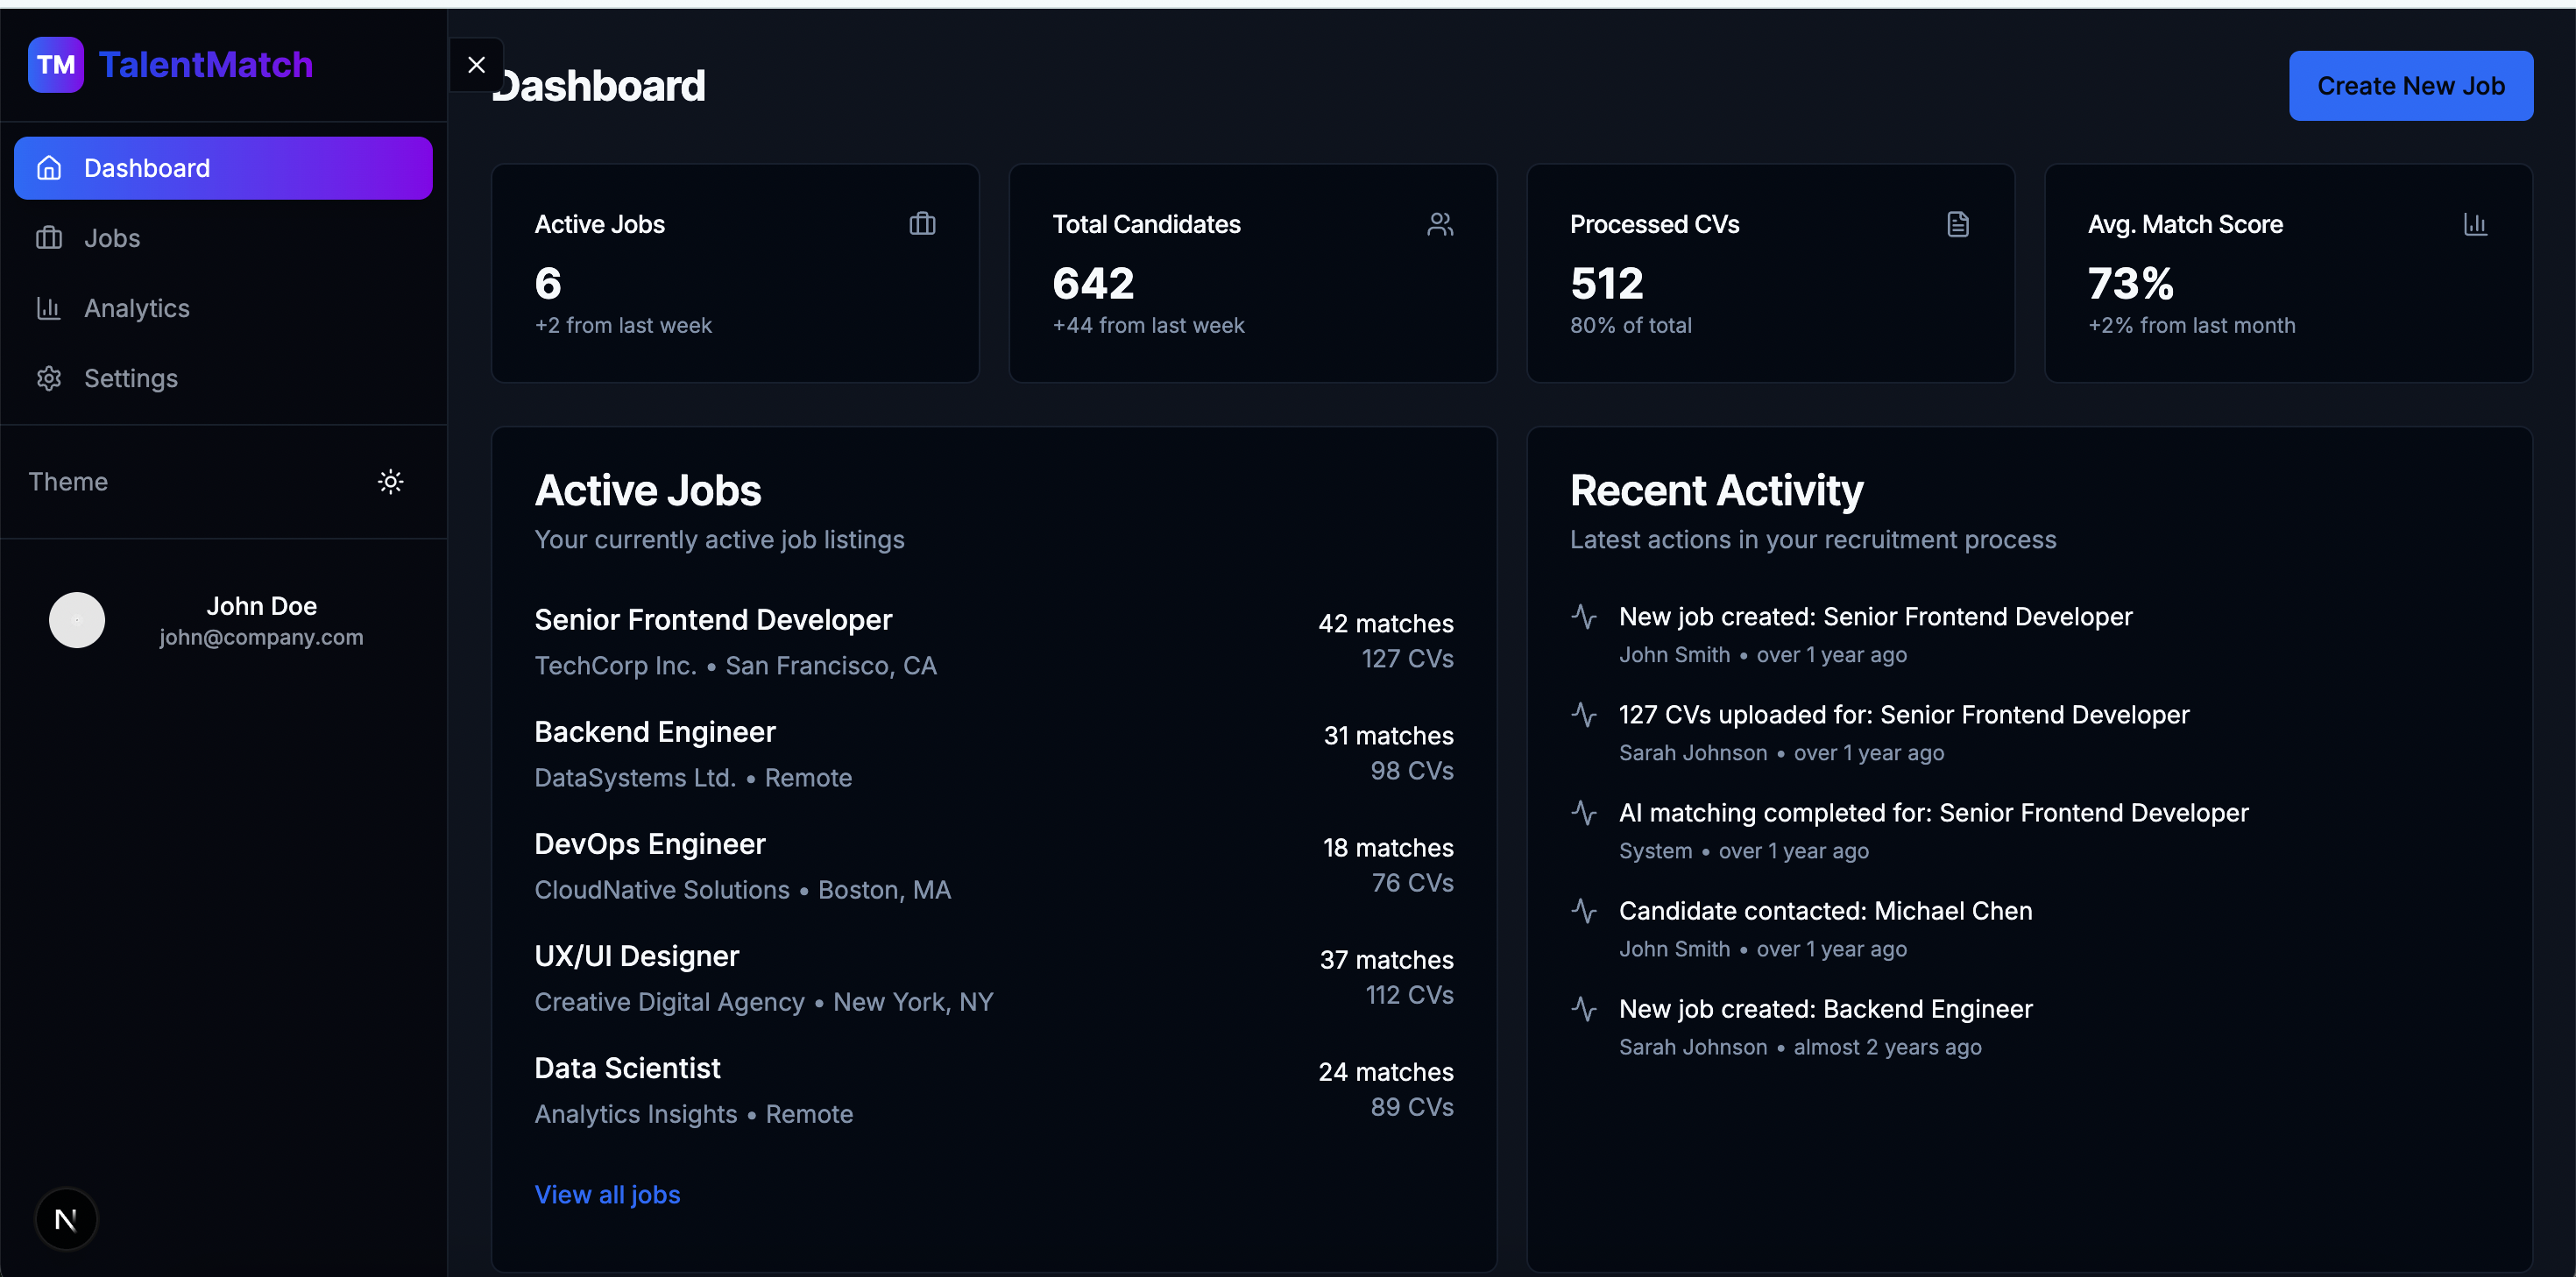 TM TalentMatch
Dashboard
Jobs
Analytics
Settings
Theme
John Doe
john@company.com
N
Dashboard
Create New Job
Active Jobs
6
+2 from last week
Total Candidates
642
+44 from last week
Processed CVs
512
80% of total
Avg. Match Score
73%
+2% from last month
Active Jobs
Your currently active job listings
Senior Frontend Developer
42 matches
TechCorp Inc. • San Francisco, CA
127 CVs
Backend Engineer
31 matches
DataSystems Ltd. • Remote
98 CVs
DevOps Engineer
18 matches
CloudNative Solutions • Boston, MA
76 CVs
UX/UI Designer
37 matches
Creative Digital Agency • New York, NY
112 CVs
Data Scientist
24 matches
Analytics Insights • Remote
89 CVs
View all jobs
Recent Activity
Latest actions in your recruitment process
New job created: Senior Frontend Developer
John Smith • over 1 year ago
127 CVs uploaded for: Senior Frontend Developer
Sarah Johnson • over 1 year ago
AI matching completed for: Senior Frontend Developer
System • over 1 year ago
Candidate contacted: Michael Chen
John Smith • over 1 year ago
New job created: Backend Engineer
Sarah Johnson • almost 2 years ago